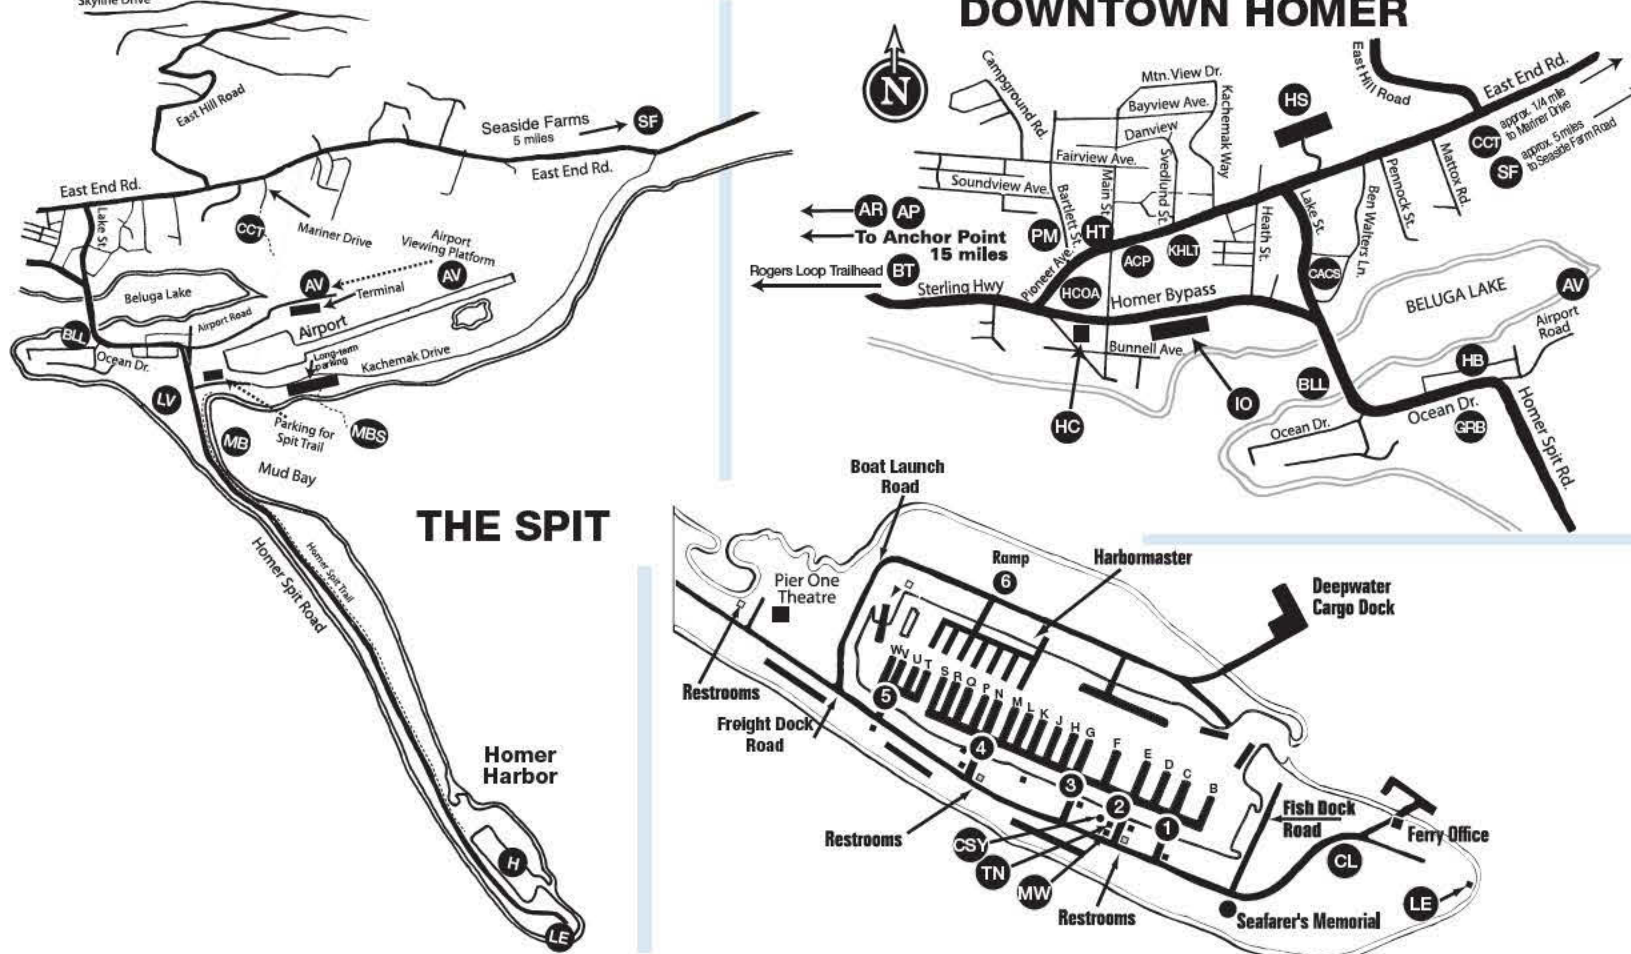 Skyline Drive
East Hill Road
Seaside Farms
5 miles
SF
East End Rd.
East End Rd.
Lake St.
CCT
Mariner Drive
Airport
Viewing Platform
AV
AV
Terminal
Beluga Lake
Airport Road
Airport
BLL
Ocean Dr.
Long-term
parking
Kachemak Drive
LV
Parking for
Spit Trail
MBS
MB
Mud Bay
THE SPIT
Homer Spit Trail
Homer Spit Road
Homer
Harbor
H
LE
DOWNTOWN HOMER
N
Campground Rd.
Mtn. View Dr.
Bayview Ave.
Danview
Kachemak Way
Fairview Ave.
Soundview Ave.
Bartlett St.
Main St.
Svedlund St.
HS
East Hill Road
East End Rd.
approx. 1/4 mile
to Mariner Drive
CCT
approx. 5 miles
to Seaside Farm Road
SF
Mattox Rd.
Pennock St.
Ben Walters Ln.
Lake St.
Heath St.
AR
AP
To Anchor Point
15 miles
PM
HT
ACP
KHLT
CACS
Rogers Loop Trailhead
BT
Sterling Hwy
Pioneer Ave.
HCOA
Homer Bypass
BELUGA LAKE
AV
Airport
Road
Bunnell Ave.
HB
BLL
IO
HC
Ocean Dr.
Ocean Dr.
GRB
Homer Spit Rd.
Boat Launch
Road
Ramp
6
Harbormaster
Deepwater
Cargo Dock
Pier One
Theatre
Restrooms
Freight Dock
Road
W
V
U
T
S
R
Q
P
N
M
L
K
J
H
G
F
E
D
C
B
5
4
3
2
1
Restrooms
CSY
TN
MW
Restrooms
Fish Dock
Road
Ferry Office
CL
LE
Seafarer's Memorial